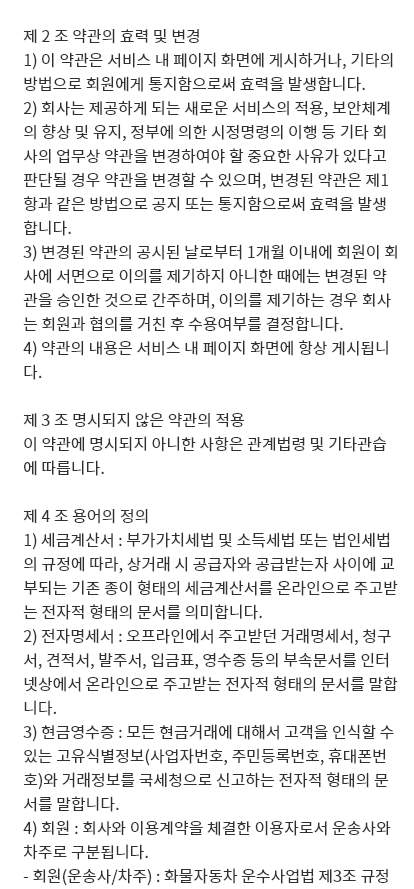 제 2 조 약관의 효력 및 변경
1) 이 약관은 서비스 내 페이지 화면에 게시하거나, 기타의
방법으로 회원에게 통지함으로써 효력을 발생합니다.
2) 회사는 제공하게 되는 새로운 서비스의 적용, 보안체계
의 향상 및 유지, 정부에 의한 시정명령의 이행 등 기타 회
사의 업무상 약관을 변경하여야 할 중요한 사유가 있다고
판단될 경우 약관을 변경할 수 있으며, 변경된 약관은 제1
항과 같은 방법으로 공지 또는 통지함으로써 효력을 발생
합니다.
3) 변경된 약관의 공시된 날로부터 1개월 이내에 회원이 회
사에 서면으로 이의를 제기하지 아니한 때에는 변경된 약
관을 승인한 것으로 간주하며, 이의를 제기하는 경우 회사
는 회원과 협의를 거친 후 수용여부를 결정합니다.
4) 약관의 내용은 서비스 내 페이지 화면에 항상 게시됩니
다.
제 3 조 명시되지 않은 약관의 적용
이 약관에 명시되지 아니한 사항은 관계법령 및 기타관습
에 따릅니다.
제 4 조 용어의 정의
1) 세금계산서 : 부가가치세법 및 소득세법 또는 법인세법
의 규정에 따라, 상거래 시 공급자와 공급받는자 사이에 교
부되는 기존 종이 형태의 세금계산서를 온라인으로 주고받
는 전자적 형태의 문서를 의미합니다.
2) 전자명세서 : 오프라인에서 주고받던 거래명세서, 청구
서, 견적서, 발주서, 입금표, 영수증 등의 부속문서를 인터
넷상에서 온라인으로 주고받는 전자적 형태의 문서를 말합
니다.
3) 현금영수증 : 모든 현금거래에 대해서 고객을 인식할 수
있는 고유식별정보(사업자번호, 주민등록번호, 휴대폰번
호)와 거래정보를 국세청으로 신고하는 전자적 형태의 문
서를 말합니다.
4) 회원 : 회사와 이용계약을 체결한 이용자로서 운송사와
차주로 구분됩니다.
- 회원(운송사/차주) : 화물자동차 운수사업법 제3조 규정